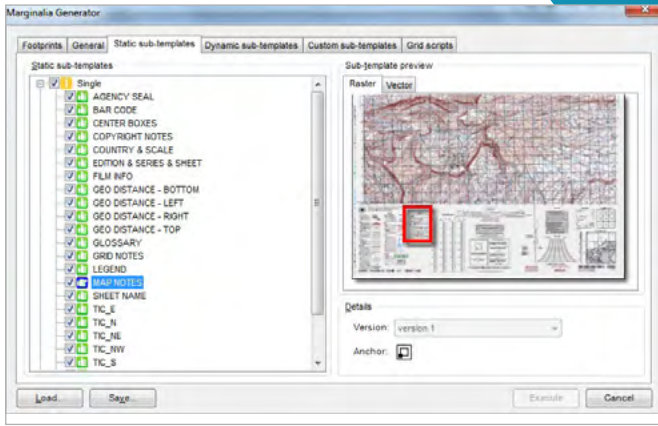 Marginalia Generator
Footprints General Static sub-templates Dynamic sub-templates Custom sub-templates Grid scripts
Static sub-templates
Single
AGENCY SEAL
BAR CODE
CENTER BOXES
COPYRIGHT NOTES
COUNTRY & SCALE
EDITION & SERIES & SHEET
FILM INFO
GEO DISTANCE - BOTTOM
GEO DISTANCE - LEFT
GEO DISTANCE - RIGHT
GEO DISTANCE - TOP
GLOSSARY
GRID NOTES
LEGEND
MAP NOTES
SHEET NAME
TIC_E
TIC_N
TIC_NE
TIC_NW
TIC_S
Sub-template preview
Raster Vector
Details
Version: version 1
Anchor:
Load... Save... Execute Cancel